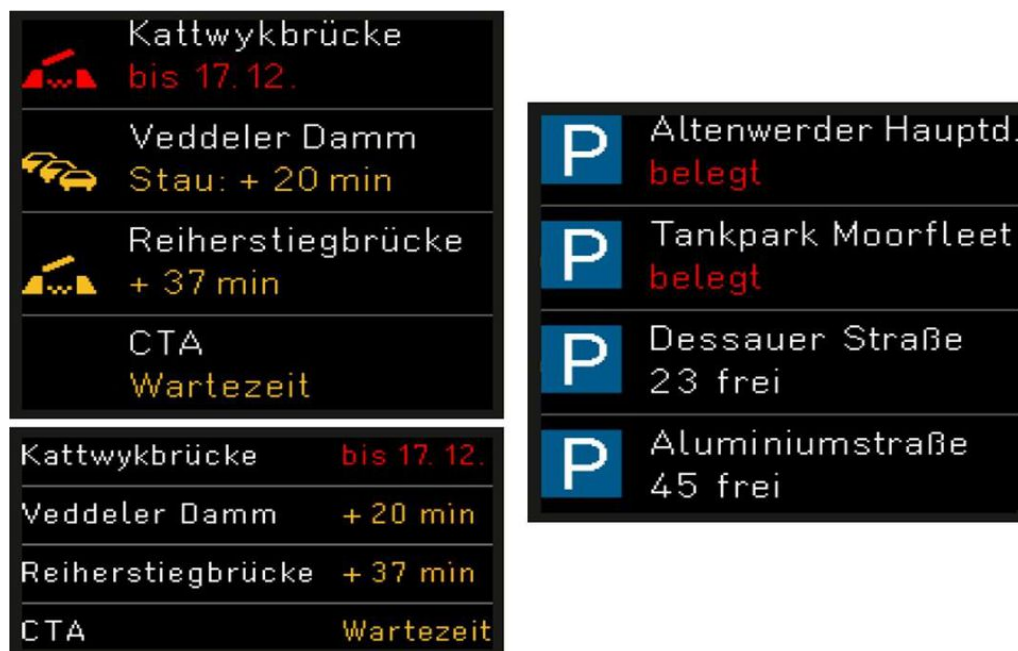 Kattwykbrücke
bis 17.12.
Veddeler Damm
Stau: + 20 min
Reiherstiegbrücke
+ 37 min
CTA
Wartezeit
Kattwykbrücke bis 17.12.
Veddeler Damm + 20 min
Reiherstiegbrücke + 37 min
CTA Wartezeit
P Altenwerder Hauptd.
belegt
P Tankpark Moorfleet
belegt
P Dessauer Straße
23 frei
P Aluminiumstraße
45 frei